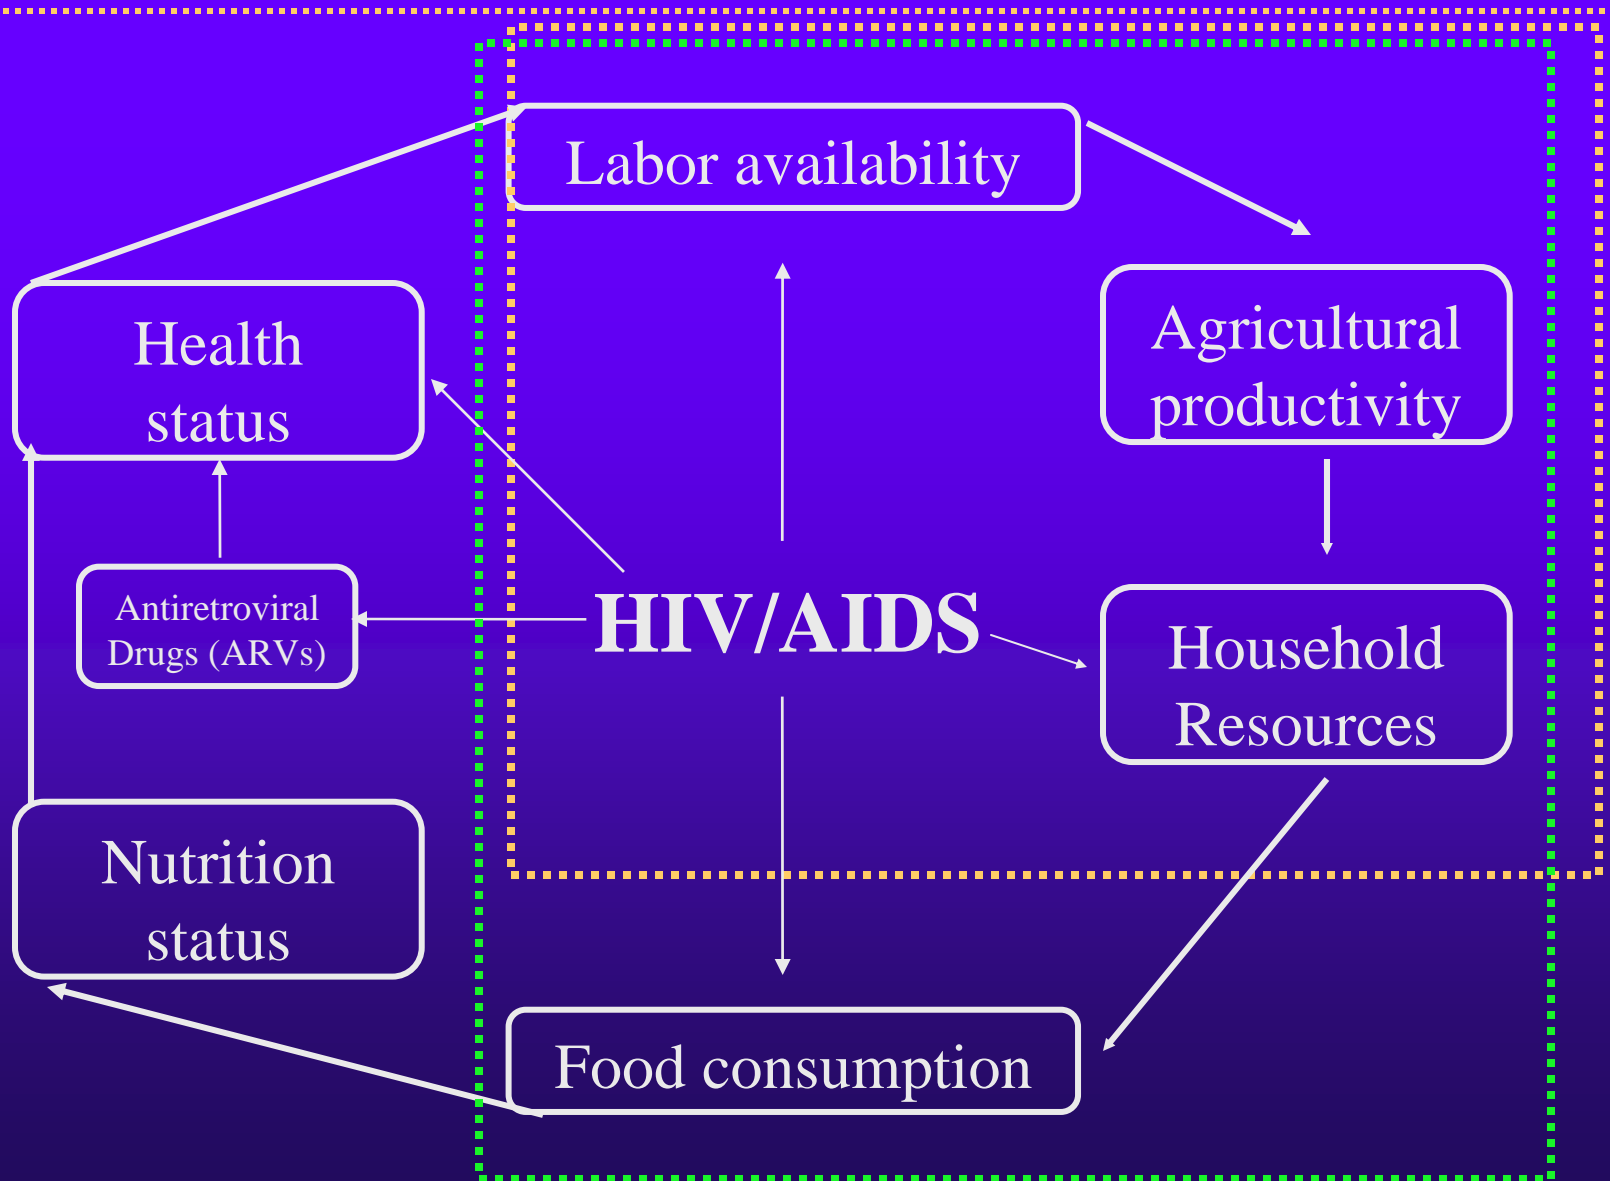 Labor availability
Health
status
Agricultural
productivity
Antiretroviral
Drugs (ARVs)
HIV/AIDS
Household
Resources
Nutrition
status
Food consumption